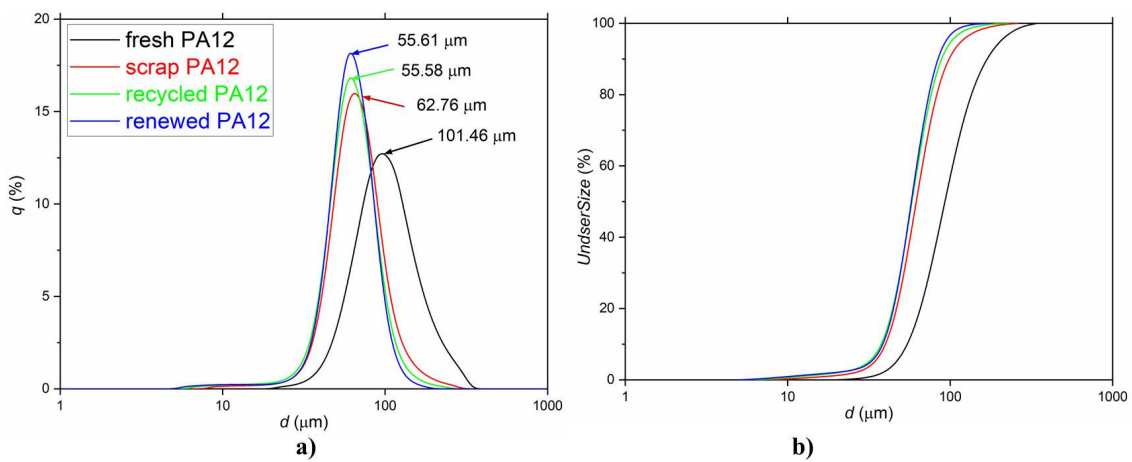 20
15
10
5
0
q (%)
fresh PA12
scrap PA12
recycled PA12
renewed PA12
55.61 µm
55.58 µm
62.76 µm
101.46 µm
1 10 100 1000
d (µm)
a)
100
80
60
40
20
0
UndserSize (%)
1 10 100 1000
d (µm)
b)